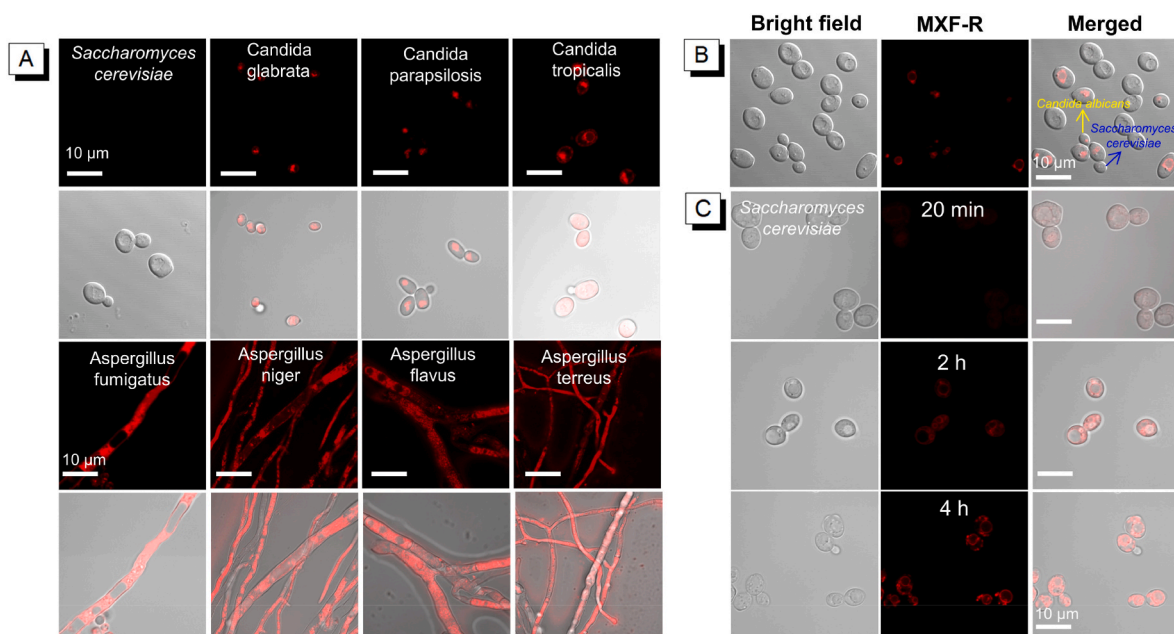 A
Saccharomyces
cerevisiae
10 µm
Candida
glabrata
Candida
parapsilosis
Candida
tropicalis
Aspergillus
fumigatus
10 µm
Aspergillus
niger
Aspergillus
flavus
Aspergillus
terreus
Bright field
MXF-R
Merged
B
Candida albicans
Saccharomyces
cerevisiae
10 µm
C
Saccharomyces
cerevisiae
20 min
2 h
4 h
10 µm